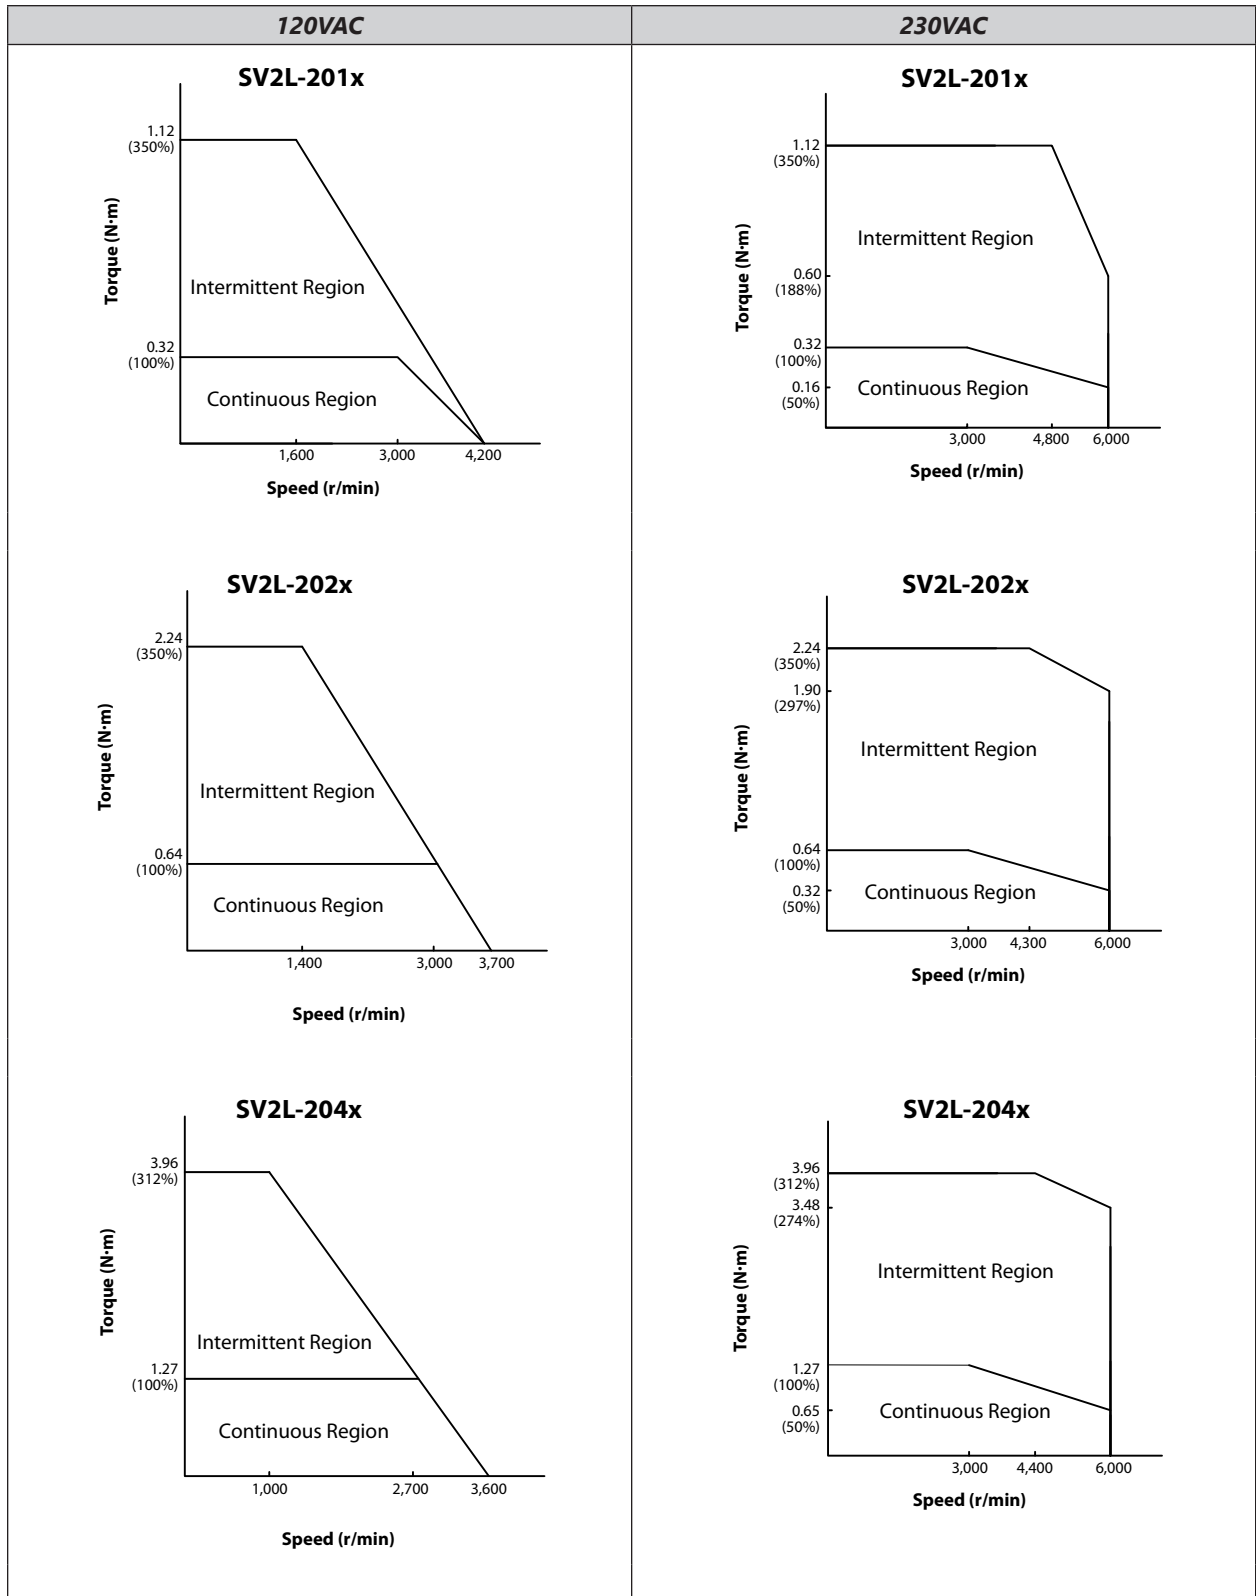 120VAC
230VAC
SV2L-201x
1.12
(350%)
Torque (N·m)
Intermittent Region
0.32
(100%)
Continuous Region
1,600
3,000
4,200
Speed (r/min)
SV2L-201x
1.12
(350%)
Torque (N·m)
Intermittent Region
0.60
(188%)
0.32
(100%)
0.16
(50%)
Continuous Region
3,000
4,800
6,000
Speed (r/min)
SV2L-202x
2.24
(350%)
Torque (N·m)
Intermittent Region
0.64
(100%)
Continuous Region
1,400
3,000
3,700
Speed (r/min)
SV2L-202x
2.24
(350%)
1.90
(297%)
Torque (N·m)
Intermittent Region
0.64
(100%)
0.32
(50%)
Continuous Region
3,000
4,300
6,000
Speed (r/min)
SV2L-204x
3.96
(312%)
Torque (N·m)
Intermittent Region
1.27
(100%)
Continuous Region
1,000
2,700
3,600
Speed (r/min)
SV2L-204x
3.96
(312%)
3.48
(274%)
Torque (N·m)
Intermittent Region
1.27
(100%)
0.65
(50%)
Continuous Region
3,000
4,400
6,000
Speed (r/min)